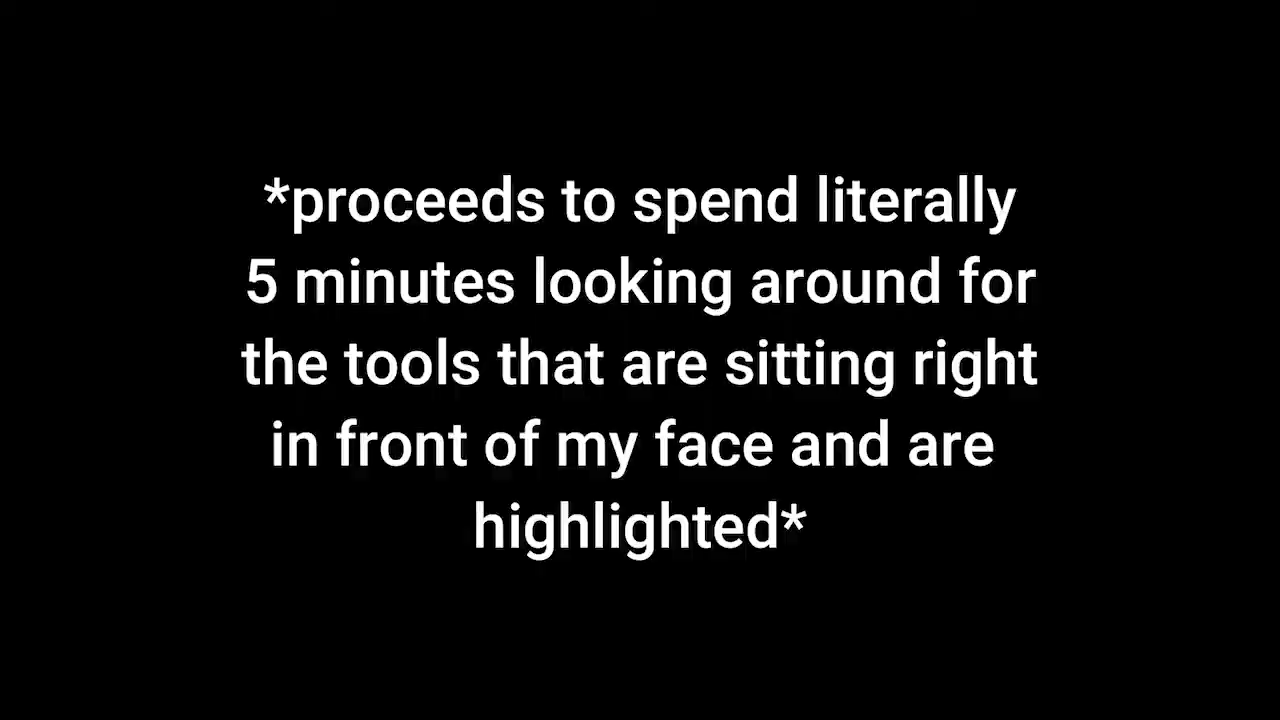 *proceeds to spend literally
5 minutes looking around for
the tools that are sitting right
in front of my face and are
highlighted*